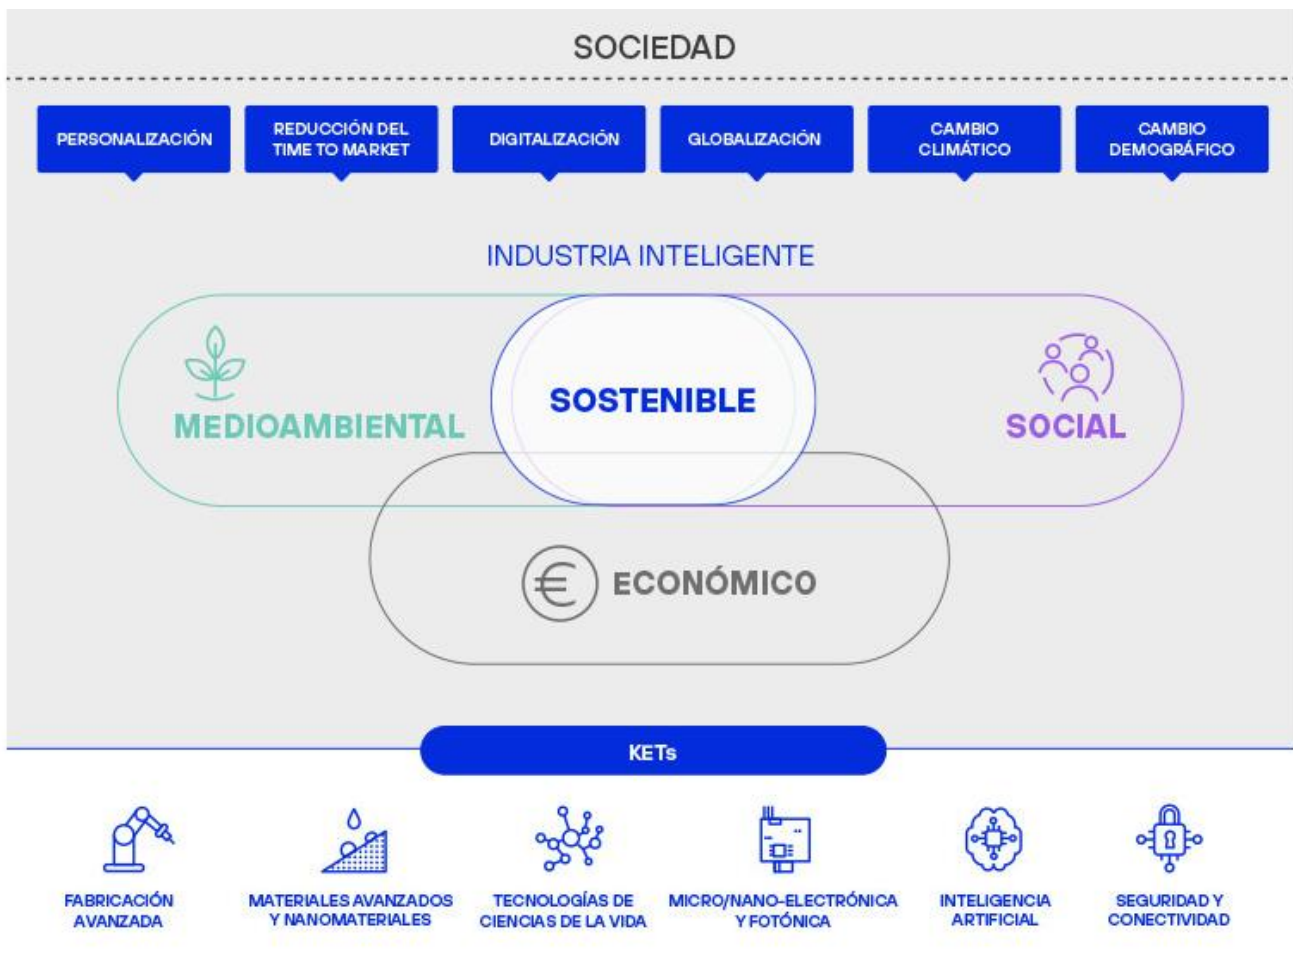 SOCIEDAD
PERSONALIZACIÓN
REDUCCIÓN DEL
TIME TO MARKET
DIGITALIZACIÓN
GLOBALIZACIÓN
CAMBIO
CLIMÁTICO
CAMBIO
DEMOGRÁFICO
INDUSTRIA INTELIGENTE
MEDIOAMBIENTAL
SOSTENIBLE
SOCIAL
€ ECONÓMICO
KETs
FABRICACIÓN
AVANZADA
MATERIALES AVANZADOS
Y NANOMATERIALES
TECNOLOGÍAS DE
CIENCIAS DE LA VIDA
MICRO/NANO-ELECTRÓNICA
Y FOTÓNICA
INTELIGENCIA
ARTIFICIAL
SEGURIDAD Y
CONECTIVIDAD